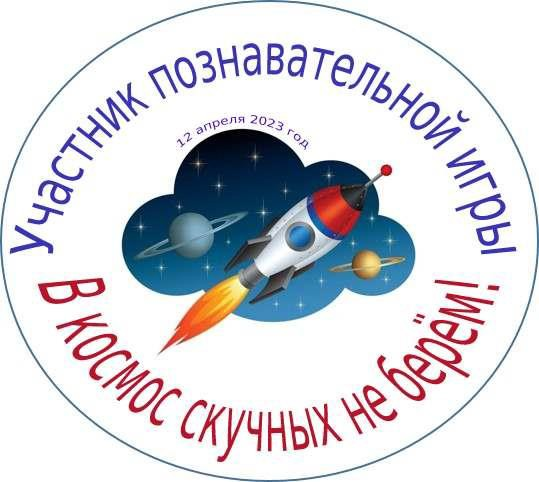 Участник познавательной игры
12 апреля 2023 год
В космос скучных не берём!